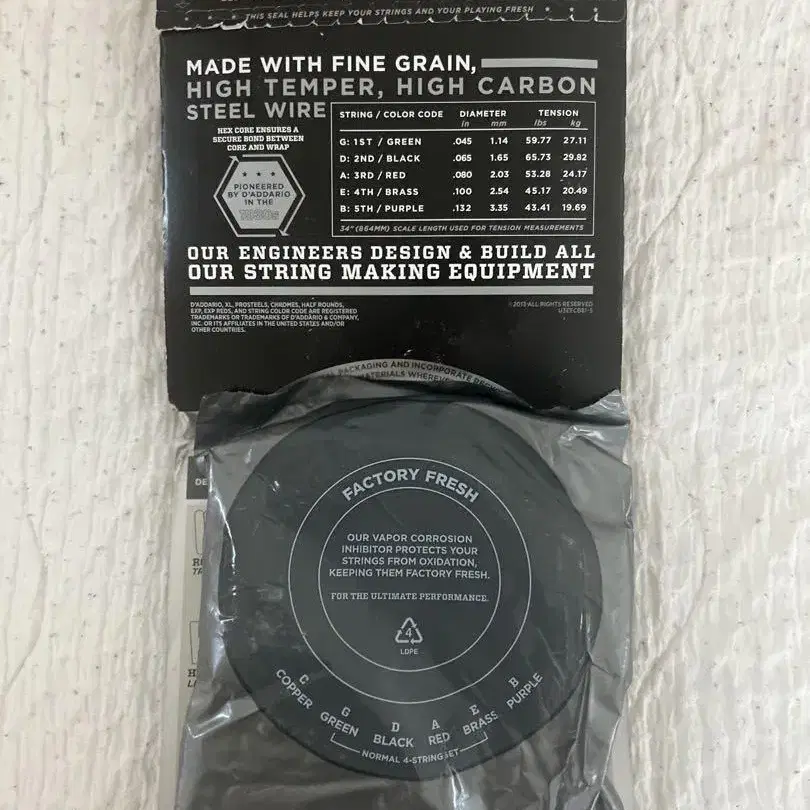 THIS SEAL HELPS KEEP YOUR STRINGS AND YOUR PLAYING FRESH
MADE WITH FINE GRAIN,
HIGH TEMPER, HIGH CARBON
STEEL WIRE
HEX CORE ENSURES A
SECURE BOND BETWEEN
CORE AND WRAP
PIONEERED
BY D'ADDARIO
IN THE
1930s
STRING / COLOR CODE DIAMETER TENSION
in mm lbs kg
G: 1ST / GREEN .045 1.14 59.77 27.11
D: 2ND / BLACK .065 1.65 65.73 29.82
A: 3RD / RED .080 2.03 53.28 24.17
E: 4TH / BRASS .100 2.54 45.17 20.49
B: 5TH / PURPLE .132 3.35 43.41 19.69
34" (864MM) SCALE LENGTH USED FOR TENSION MEASUREMENTS
OUR ENGINEERS DESIGN & BUILD ALL
OUR STRING MAKING EQUIPMENT
D'ADDARIO, XL, PROSTEELS, CHROMES, HALF ROUNDS,
EXP, EXP REDS, AND STRING COLOR CODE ARE REGISTERED
TRADEMARKS OR TRADEMARKS OF D'ADDARIO & COMPANY,
INC. OR ITS AFFILIATES IN THE UNITED STATES AND/OR
OTHER COUNTRIES.
©2013 ALL RIGHTS RESERVED
PACKAGING AND INCORPORATE
MATERIALS
DE
FACTORY FRESH
OUR VAPOR CORROSION
INHIBITOR PROTECTS YOUR
STRINGS FROM OXIDATION,
KEEPING THEM FACTORY FRESH.
FOR THE ULTIMATE PERFORMANCE.
4
LDPE
C G D A E B
COPPER GREEN BLACK RED BRASS PURPLE
NORMAL 4-STRING SET